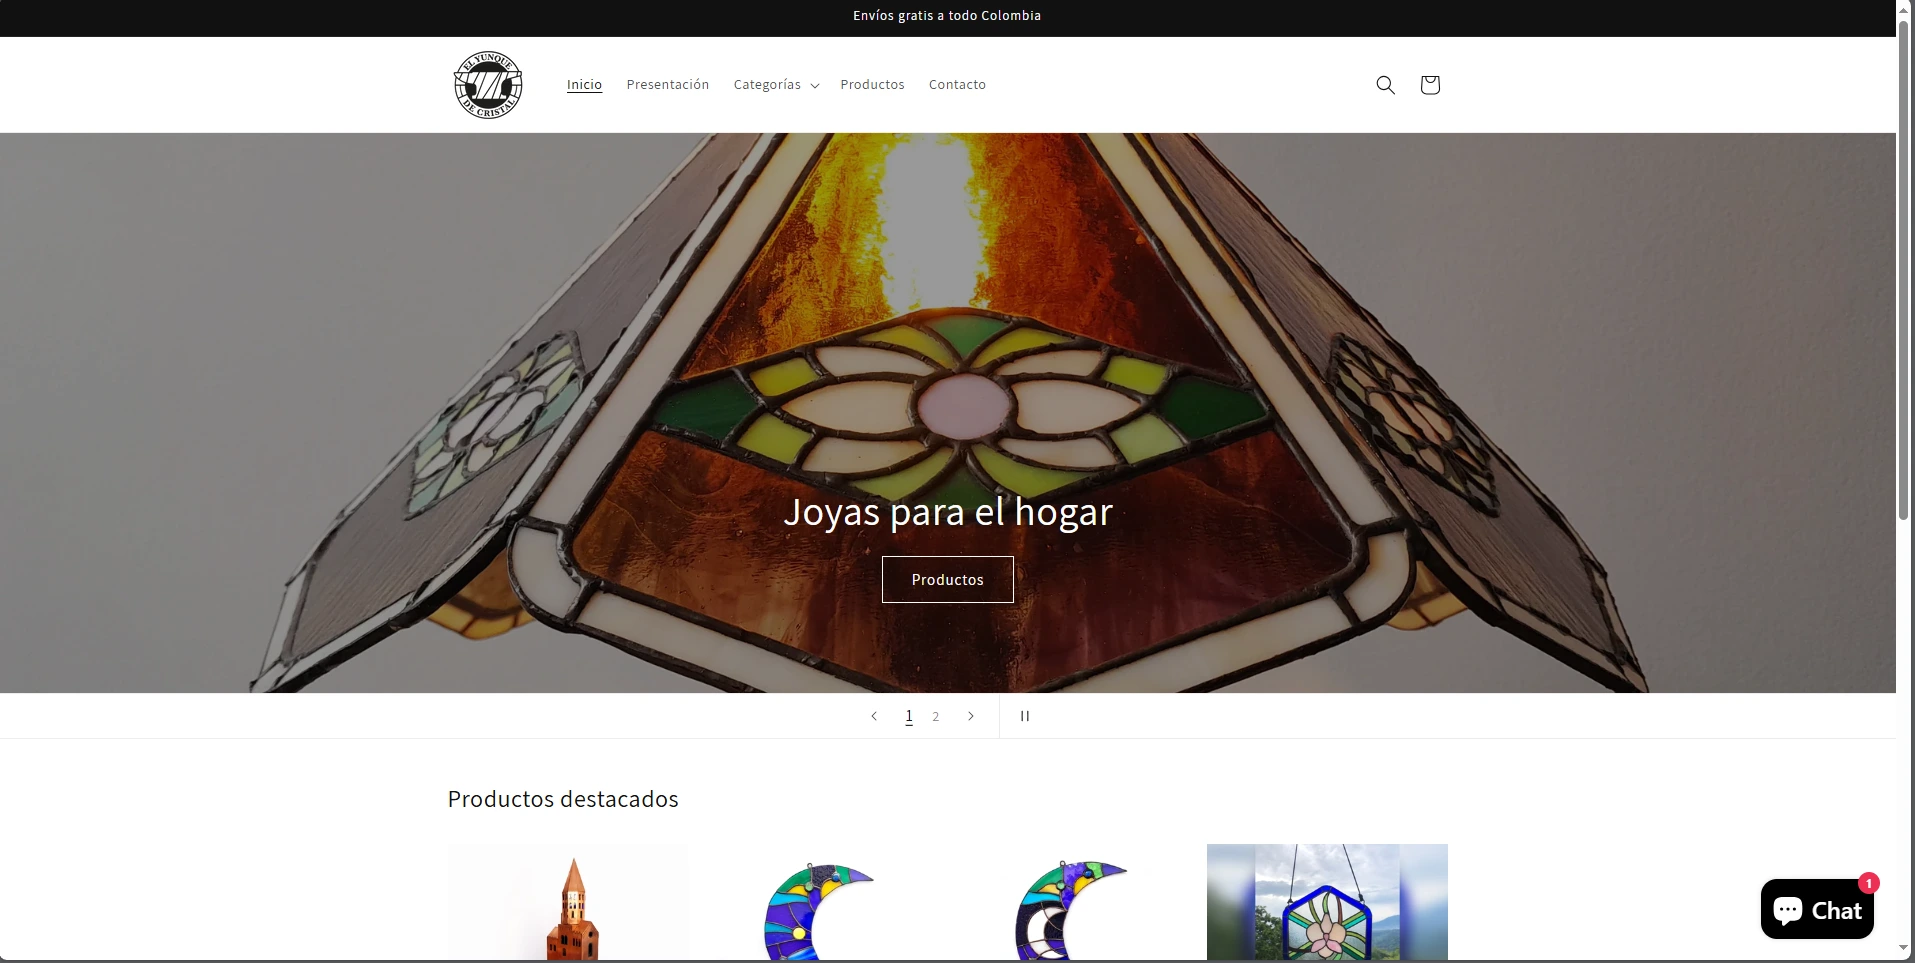 Envíos gratis a todo Colombia
EL YUNQUE
DE CRISTAL
Inicio
Presentación
Categorías
Productos
Contacto
Joyas para el hogar
Productos
1
2
Productos destacados
1
Chat